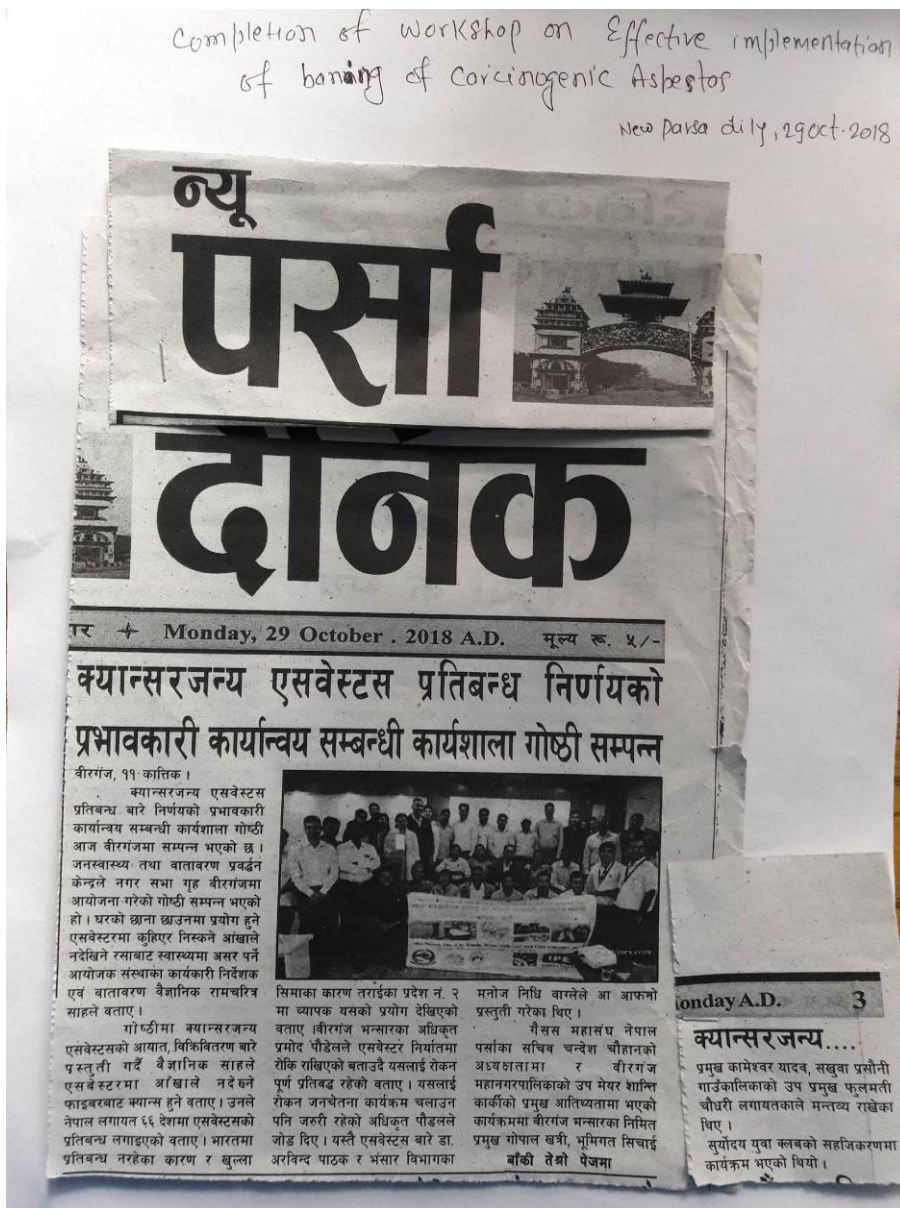 Completion of workshop on Effective implementation
of baning of Carcinogenic Asbestos
New Parsa dily, 29 Oct. 2018
न्यू
पर्सा
दैनिक
ार + Monday, 29 October . 2018 A.D. मूल्य रू. ५/-
क्यान्सरजन्य एसवेस्टस प्रतिबन्ध निर्णयको
प्रभावकारी कार्यान्वय सम्बन्धी कार्यशाला गोष्ठी सम्पन्न
वीरगंज, ११ कात्तिक ।
क्यान्सरजन्य एसवेस्टस
प्रतिबन्ध बारे निर्णयको प्रभावकारी
कार्यान्वय सम्बन्धी कार्यशाला गोष्ठी
आज वीरगंजमा सम्पन्न भएको छ ।
जनस्वास्थ्य तथा वातावरण प्रवर्द्धन
केन्द्रले नगर सभा गृह वीरगंजमा
आयोजना गरेको गोष्ठी सम्पन्न भएको
हो । घरको छाना छाउनमा प्रयोग हुने
एसवेस्टरमा कुहिएर निस्कने आंखाले
नदेखिने रसाबाट स्वास्थ्यमा असर पर्ने
आयोजक संस्थाका कार्यकारी निर्देशक
एवं वातावरण वैज्ञानिक रामचरित्र
साहले वताए ।
गोष्ठीमा क्यान्सरजन्य
एसवेस्टसको आयात, विक्रिवितरण बारे
प्रस्तुती गर्दै वैज्ञानिक साहले
एसबेस्टरमा आँखाले नदेख्ने
फाइबरबाट क्यान्स हुने वताए । उनले
नेपाल लगायत ६६ देशमा एसवेस्टसको
प्रतिबन्ध लगाइएको वताए । भारतमा
प्रतिबन्ध नरहेका कारण र खुल्ला
सिमाका कारण तराईका प्रदेश नं. २
मा व्यापक यसको प्रयोग देखिएको
वताए ।वीरगंज भन्सारका अधिकृत
प्रमोद पौडेलले एसवेस्टर निर्यातमा
रोकि राखिएको बताउदै यसलाई रोकन
पूर्ण प्रतिबद्ध रहेको वताए । यसलाई
रोकन जनचेतना कार्यक्रम चलाउन
पनि जरुरी रहेको अधिकृत पौडलले
जोड दिए । यस्तै एसवेस्टस बारे डा.
अरविन्द पाठक र भंसार विभागका
मनोज निधि वाग्लेले आ आफनो
प्रस्तुती गरेका थिए ।
गैसस महासंघ नेपाल
पर्साका सचिव चन्देश चौहानको
अध्यक्षतामा र वीरगंज
महानगरपालिकाको उप मेयर शान्ति
कार्कीको प्रमुख आतिथ्यतामा भएको
कार्यक्रममा बीरगंज भन्सारका निमित
प्रमुख गोपाल खत्री, भूमिगत सिचाई
बाँकी तेश्रो पेजमा
onday A.D. 3
क्यान्सरजन्य....
प्रमुख कामेश्वर यादव, सखुवा प्रसौनी
गाउँकालिकाको उप प्रमुख फुलमती
चौधरी लगायतकाले मन्तव्य राखेका
थिए ।
सुर्योदय युवा क्लबको सहजिकरणमा
कार्यक्रम भएको थियो ।